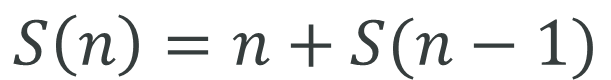 S(n) = n + S(n − 1)